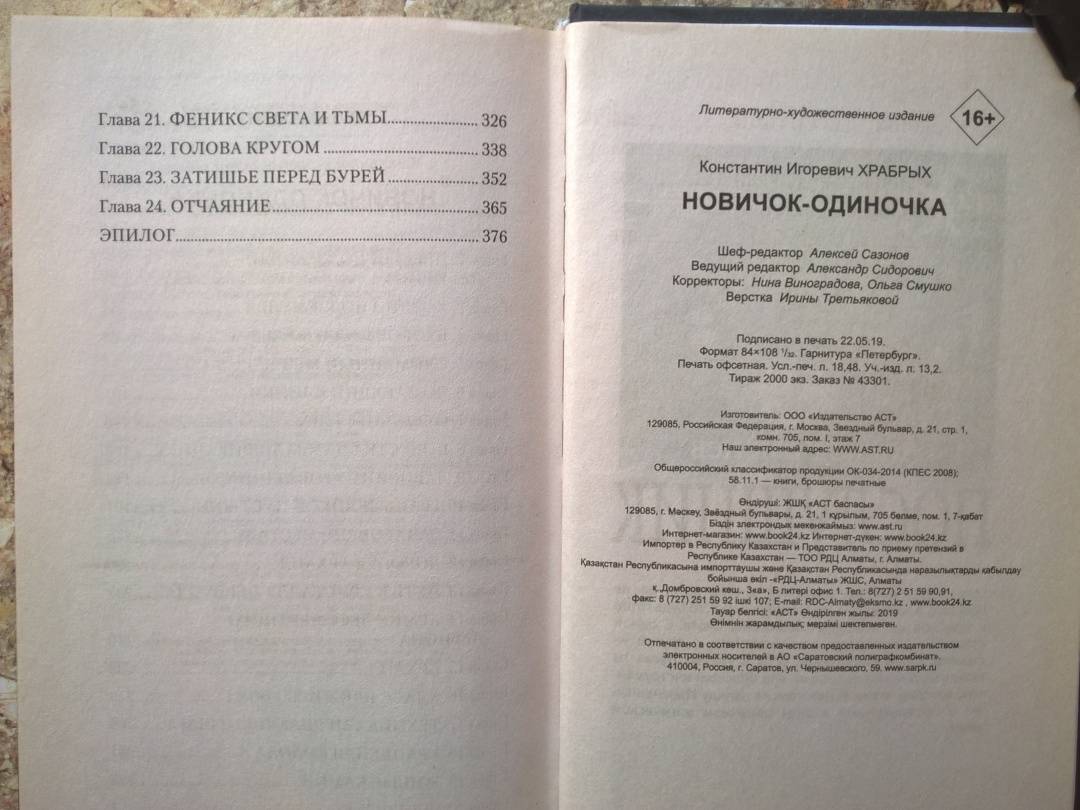 Глава 21. ФЕНИКС СВЕТА И ТЬМЫ........................ 326
Глава 22. ГОЛОВА КРУГОМ ........................................ 338
Глава 23. ЗАТИШЬЕ ПЕРЕД БУРЕЙ ........................ 352
Глава 24. ОТЧАЯНИЕ.................................................. 365
ЭПИЛОГ........................................................................ 376
Литературно-художественное издание
16+
Константин Игоревич ХРАБРЫХ
НОВИЧОК-ОДИНОЧКА
Шеф-редактор Алексей Сазонов
Ведущий редактор Александр Сидорович
Корректоры: Нина Виноградова, Ольга Смушко
Верстка Ирины Третьяковой
Подписано в печать 22.05.19.
Формат 84×108 ¹/₃₂. Гарнитура «Петербург».
Печать офсетная. Усл.-печ. л. 18,48. Уч.-изд. л. 13,2.
Тираж 2000 экз. Заказ № 43301.
Изготовитель: ООО «Издательство АСТ»
129085, Российская Федерация, г. Москва, Звездный бульвар, д. 21, стр. 1,
комн. 705, пом. I, этаж 7
Наш электронный адрес: WWW.AST.RU
Общероссийский классификатор продукции ОК-034-2014 (КПЕС 2008);
58.11.1 — книги, брошюры печатные
Өндіруші: ЖШҚ «АСТ баспасы»
129085, г. Мәскеу, Звёздный бульвары, д. 21, 1 құрылым, 705 бөлме, пом. 1, 7-қабат
Біздін электрондык мекенжаймыз: www.ast.ru
Интернет-магазин: www.book24.kz Интернет-дүкен: www.book24.kz
Импортер в Республику Казахстан и Представитель по приему претензий в
Республике Казахстан — ТОО РДЦ Алматы, г. Алматы.
Қазақстан Республикасына импорттаушы және Қазақстан Республикасында наразылықтарды қабылдау
бойынша өкіл -«РДЦ-Алматы» ЖШС, Алматы
қ.,Домбровский көш., 3«а», Б литері офис 1. Тел.: 8(727) 2 51 59 90,91,
факс: 8 (727) 251 59 92 ішкі 107; E-mail: RDC-Almaty@eksmo.kz , www.book24.kz
Тауар белгісі: «АСТ» Өндірілген жылы: 2019
Өнімнін жарамдылық; мерзімі шектелмеген.
Отпечатано в соответствии с качеством предоставленных издательством
электронных носителей в АО «Саратовский полиграфкомбинат».
410004, Россия, г. Саратов, ул. Чернышевского, 59. www.sarpk.ru